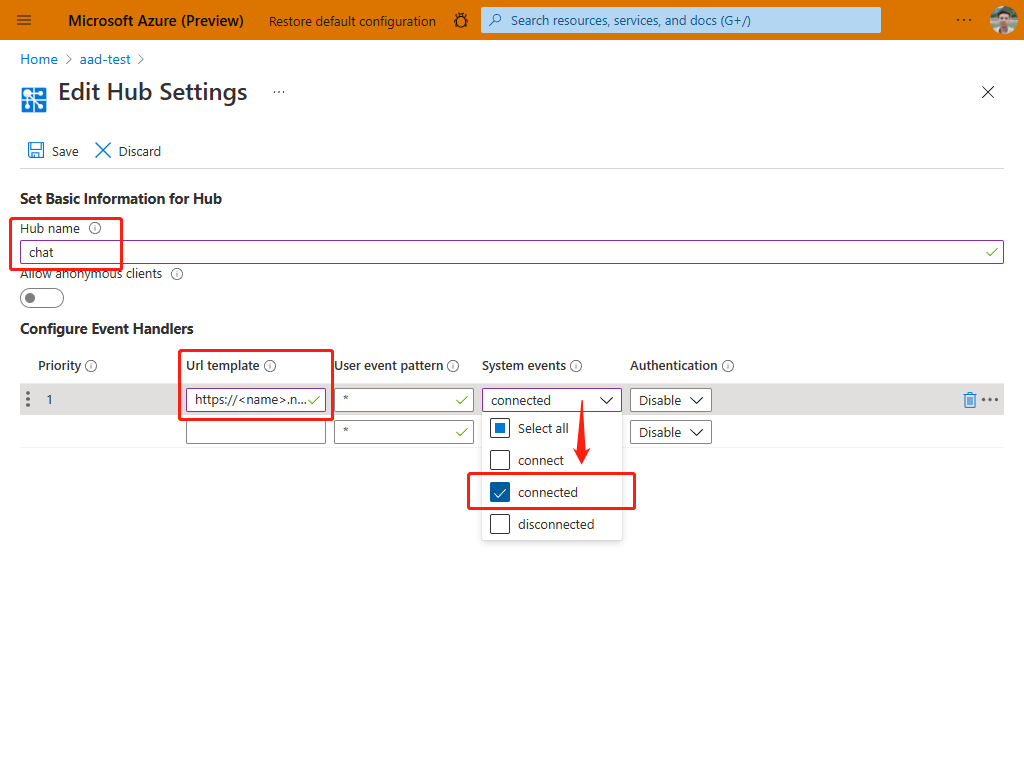 Microsoft Azure (Preview) Restore default configuration Search resources, services, and docs (G+/) ...
Home > aad-test >
Edit Hub Settings ...
Save Discard
Set Basic Information for Hub
Hub name
chat
Allow anonymous clients
Configure Event Handlers
Priority Url template User event pattern System events Authentication
1 https://<name>.n... * connected Disable ...
* Disable
Select all
connect
connected
disconnected